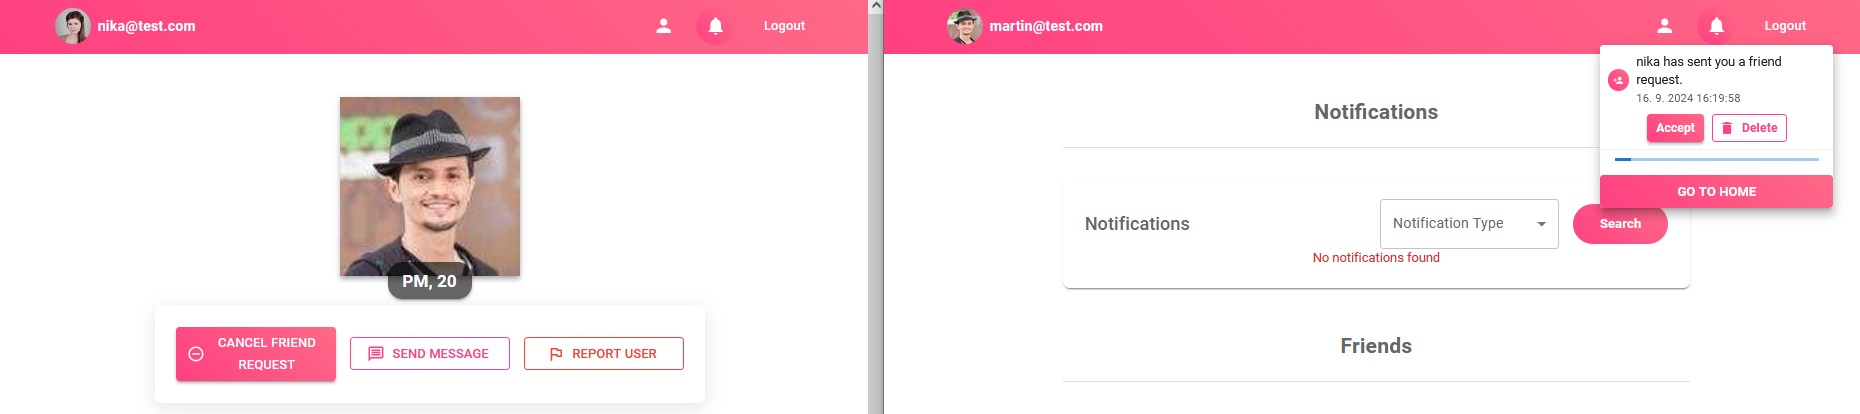 nika@test.com
Logout
PM, 20
CANCEL FRIEND
REQUEST
SEND MESSAGE
REPORT USER
martin@test.com
Logout
nika has sent you a friend
request.
16. 9. 2024 16:19:58
Accept
Delete
GO TO HOME
Notifications
Notifications
Notification Type
Search
No notifications found
Friends